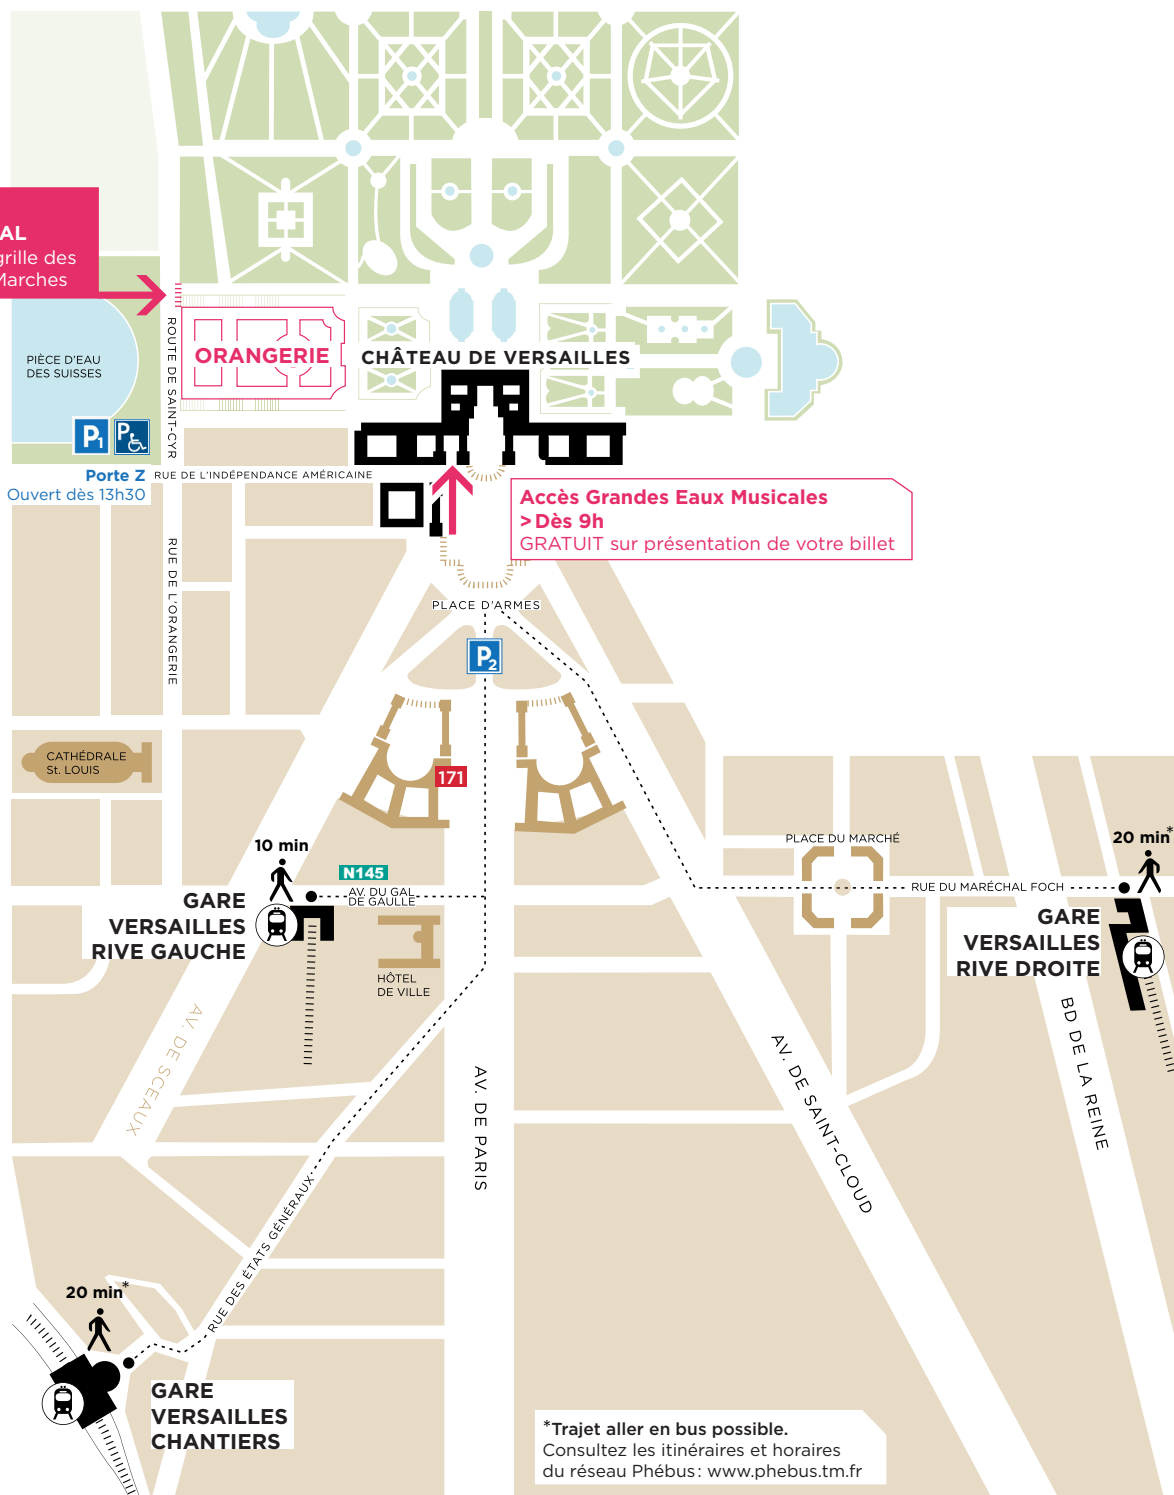 AL
grille des
Marches
ROUTE DE SAINT-CYR
PIÈCE D'EAU
DES SUISSES
ORANGERIE
CHÂTEAU DE VERSAILLES
P1
P
Porte Z
Ouvert dès 13h30
RUE DE L'INDÉPENDANCE AMÉRICAINE
Accès Grandes Eaux Musicales
> Dès 9h
GRATUIT sur présentation de votre billet
RUE DE L'ORANGERIE
PLACE D'ARMES
P2
CATHÉDRALE
St. LOUIS
171
10 min
N145
AV. DU GAL
DE GAULLE
GARE
VERSAILLES
RIVE GAUCHE
HÔTEL
DE VILLE
PLACE DU MARCHÉ
20 min*
RUE DU MARÉCHAL FOCH
GARE
VERSAILLES
RIVE DROITE
AV. DE SCEAUX
AV. DE PARIS
AV. DE SAINT-CLOUD
BD DE LA REINE
RUE DES ÉTATS GÉNÉRAUX
20 min*
GARE
VERSAILLES
CHANTIERS
*Trajet aller en bus possible.
Consultez les itinéraires et horaires
du réseau Phébus : www.phebus.tm.fr